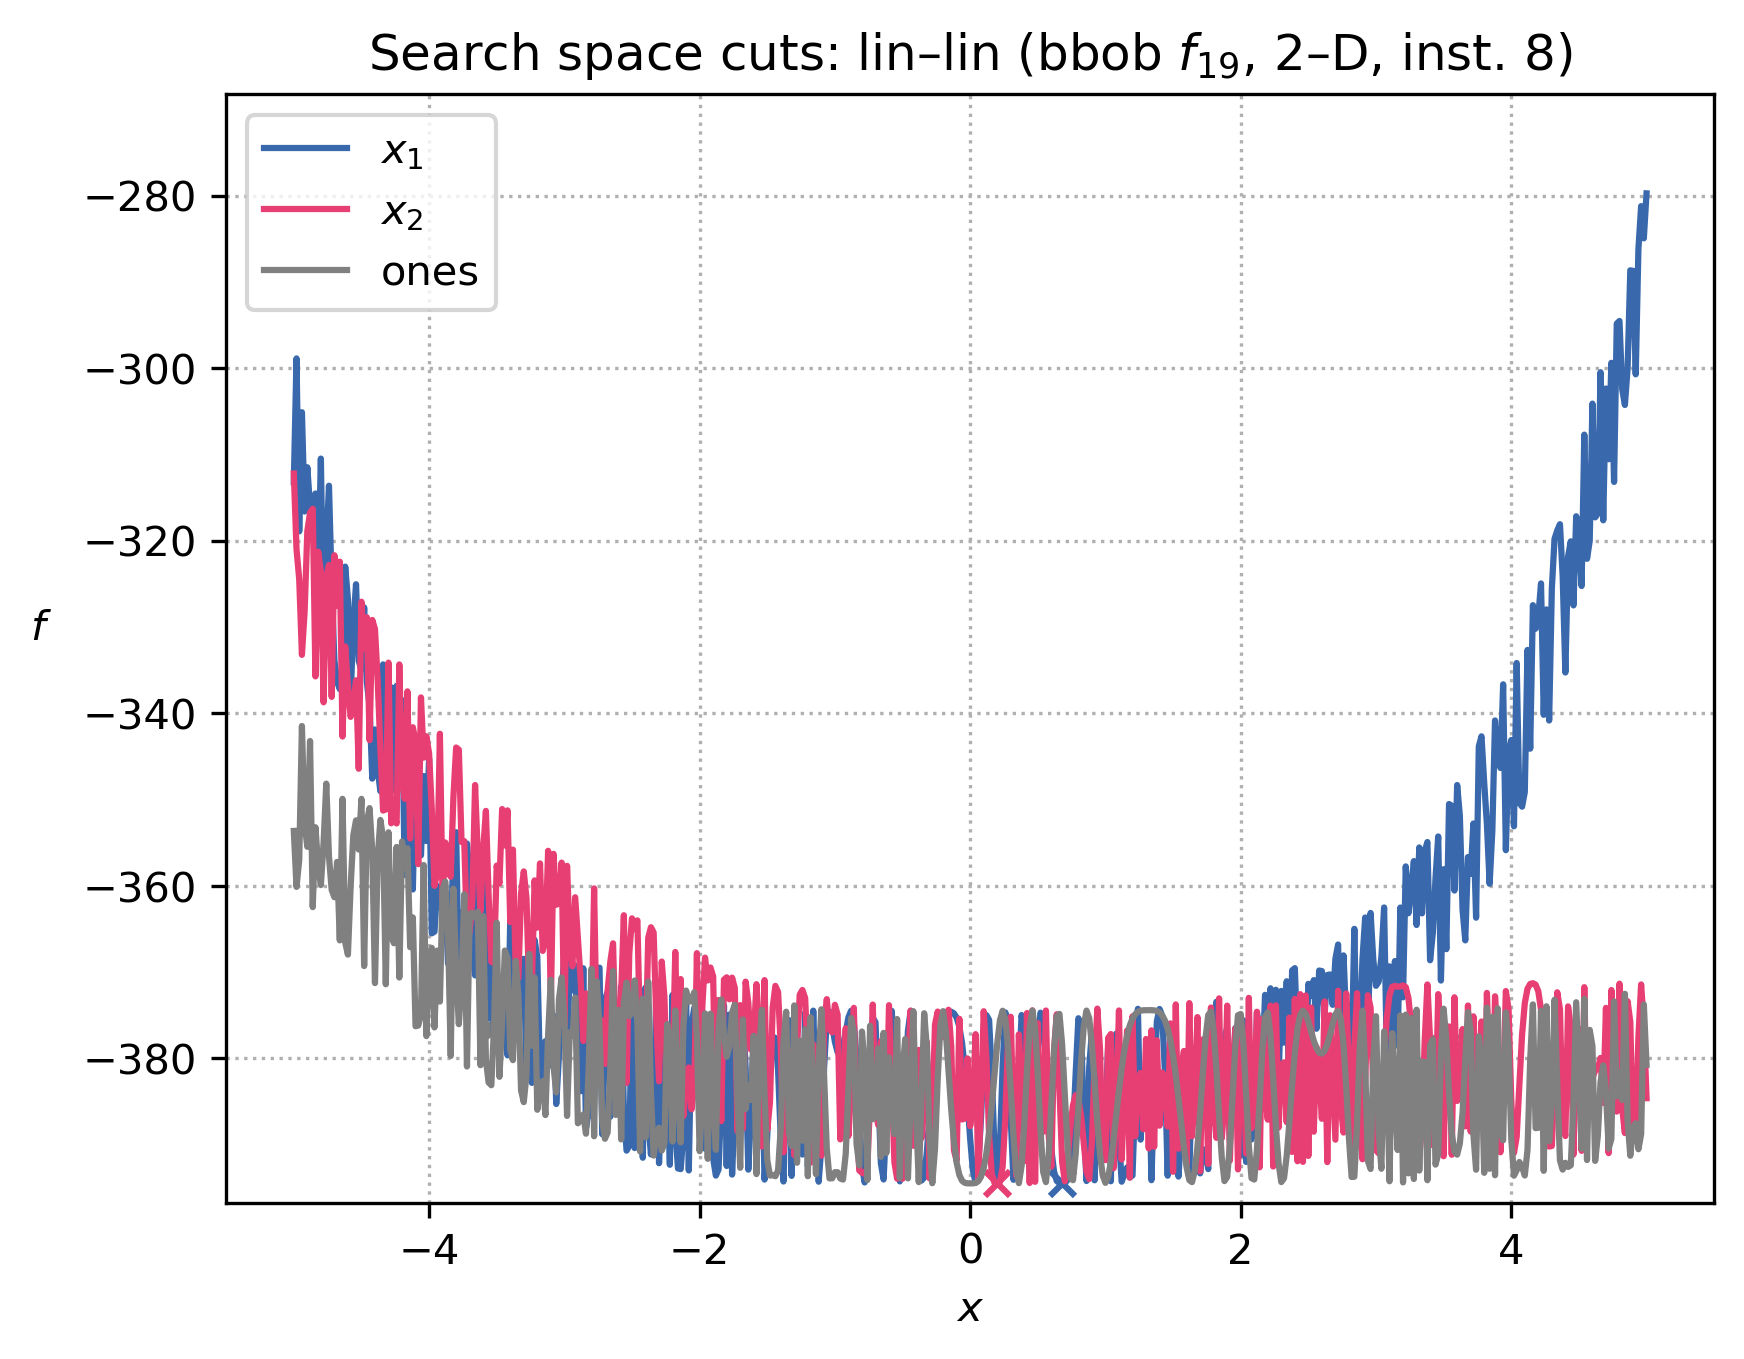 Search space cuts: lin–lin (bbob f₁₉, 2–D, inst. 8)
x₁
x₂
ones
−280
−300
−320
−340
−360
−380
f
−4
−2
0
2
4
x